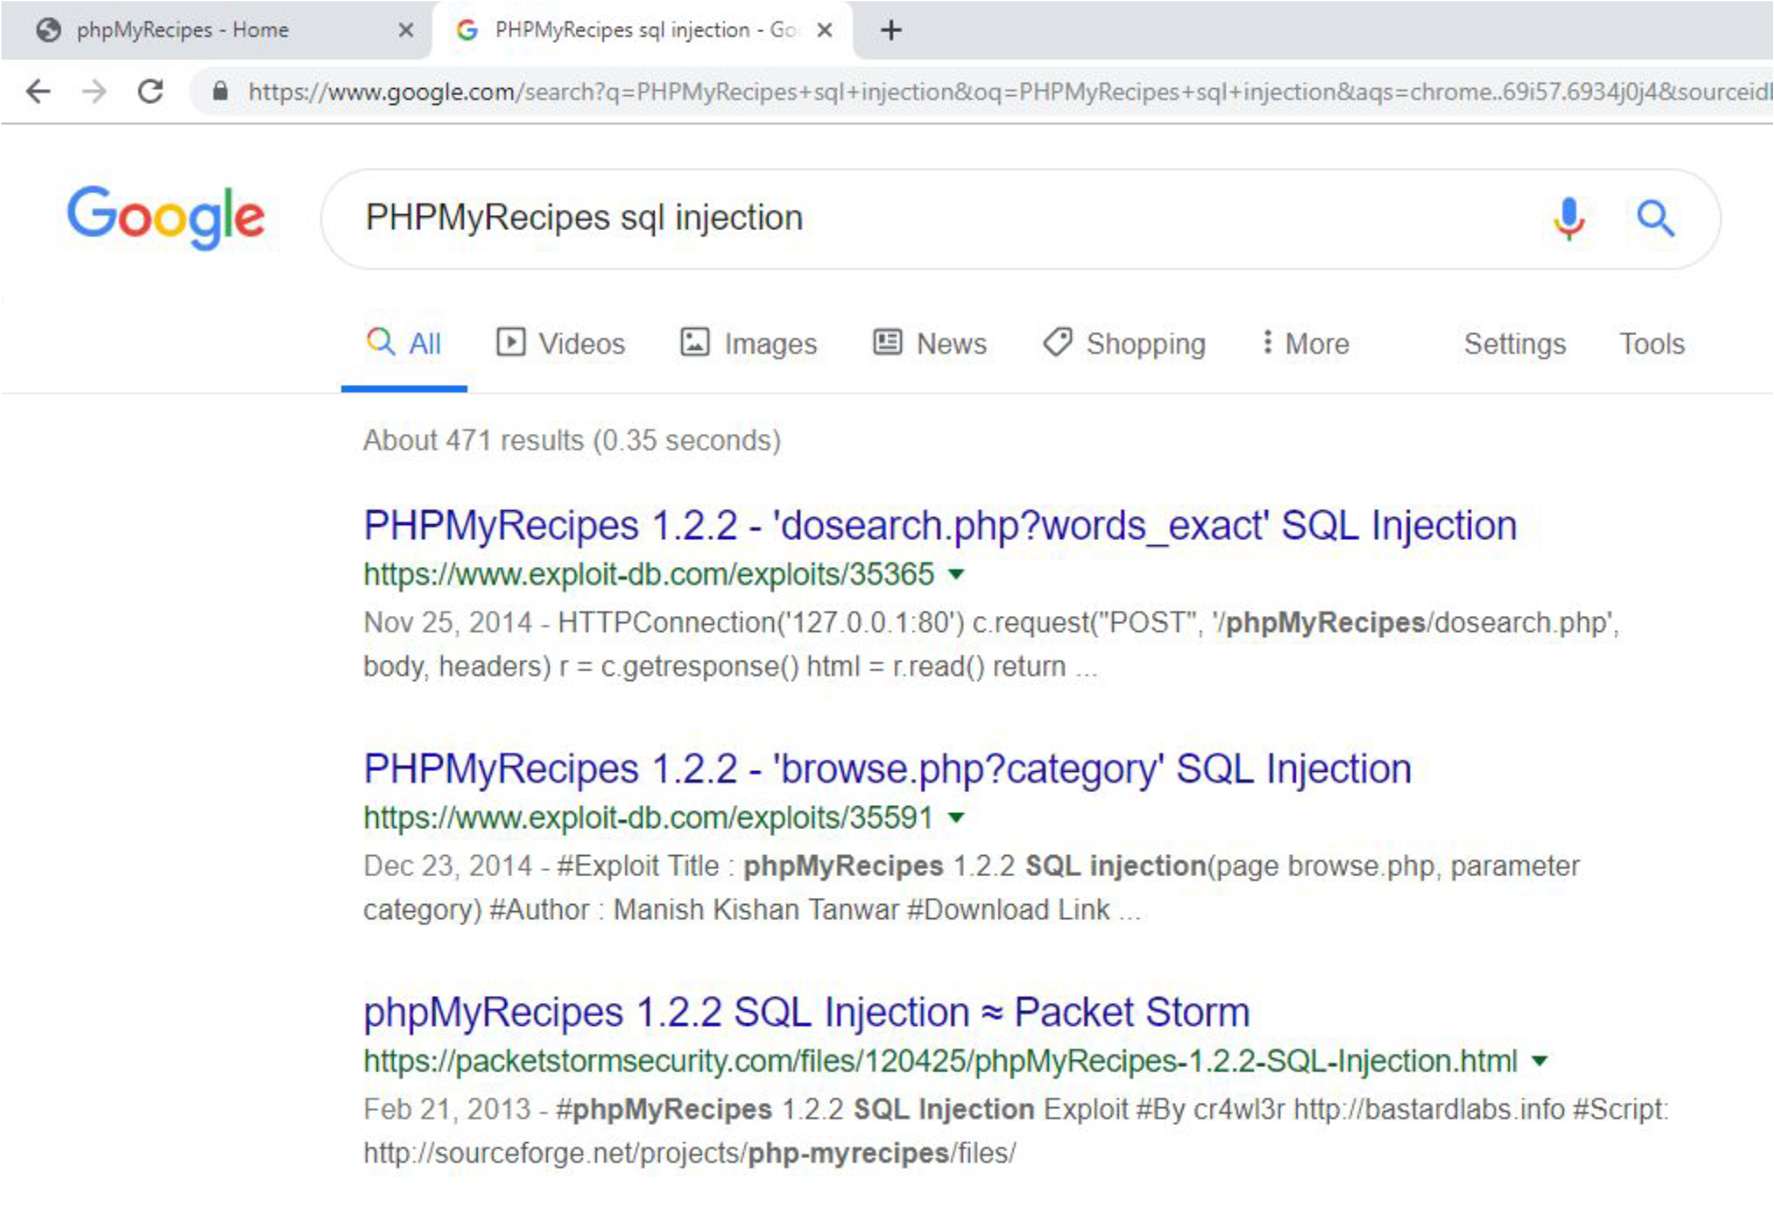 phpMyRecipes - Home
PHPMyRecipes sql injection - Go
https://www.google.com/search?q=PHPMyRecipes+sql+injection&oq=PHPMyRecipes+sql+injection&aqs=chrome..69i57.6934j0j4&sourceid
Google
PHPMyRecipes sql injection
All Videos Images News Shopping More Settings Tools
About 471 results (0.35 seconds)
PHPMyRecipes 1.2.2 - 'dosearch.php?words_exact' SQL Injection
https://www.exploit-db.com/exploits/35365
Nov 25, 2014 - HTTPConnection('127.0.0.1:80') c.request("POST", '/phpMyRecipes/dosearch.php',
body, headers) r = c.getresponse() html = r.read() return ...
PHPMyRecipes 1.2.2 - 'browse.php?category' SQL Injection
https://www.exploit-db.com/exploits/35591
Dec 23, 2014 - #Exploit Title : phpMyRecipes 1.2.2 SQL injection(page browse.php, parameter
category) #Author : Manish Kishan Tanwar #Download Link ...
phpMyRecipes 1.2.2 SQL Injection ≈ Packet Storm
https://packetstormsecurity.com/files/120425/phpMyRecipes-1.2.2-SQL-Injection.html
Feb 21, 2013 - #phpMyRecipes 1.2.2 SQL Injection Exploit #By cr4wl3r http://bastardlabs.info #Script:
http://sourceforge.net/projects/php-myrecipes/files/